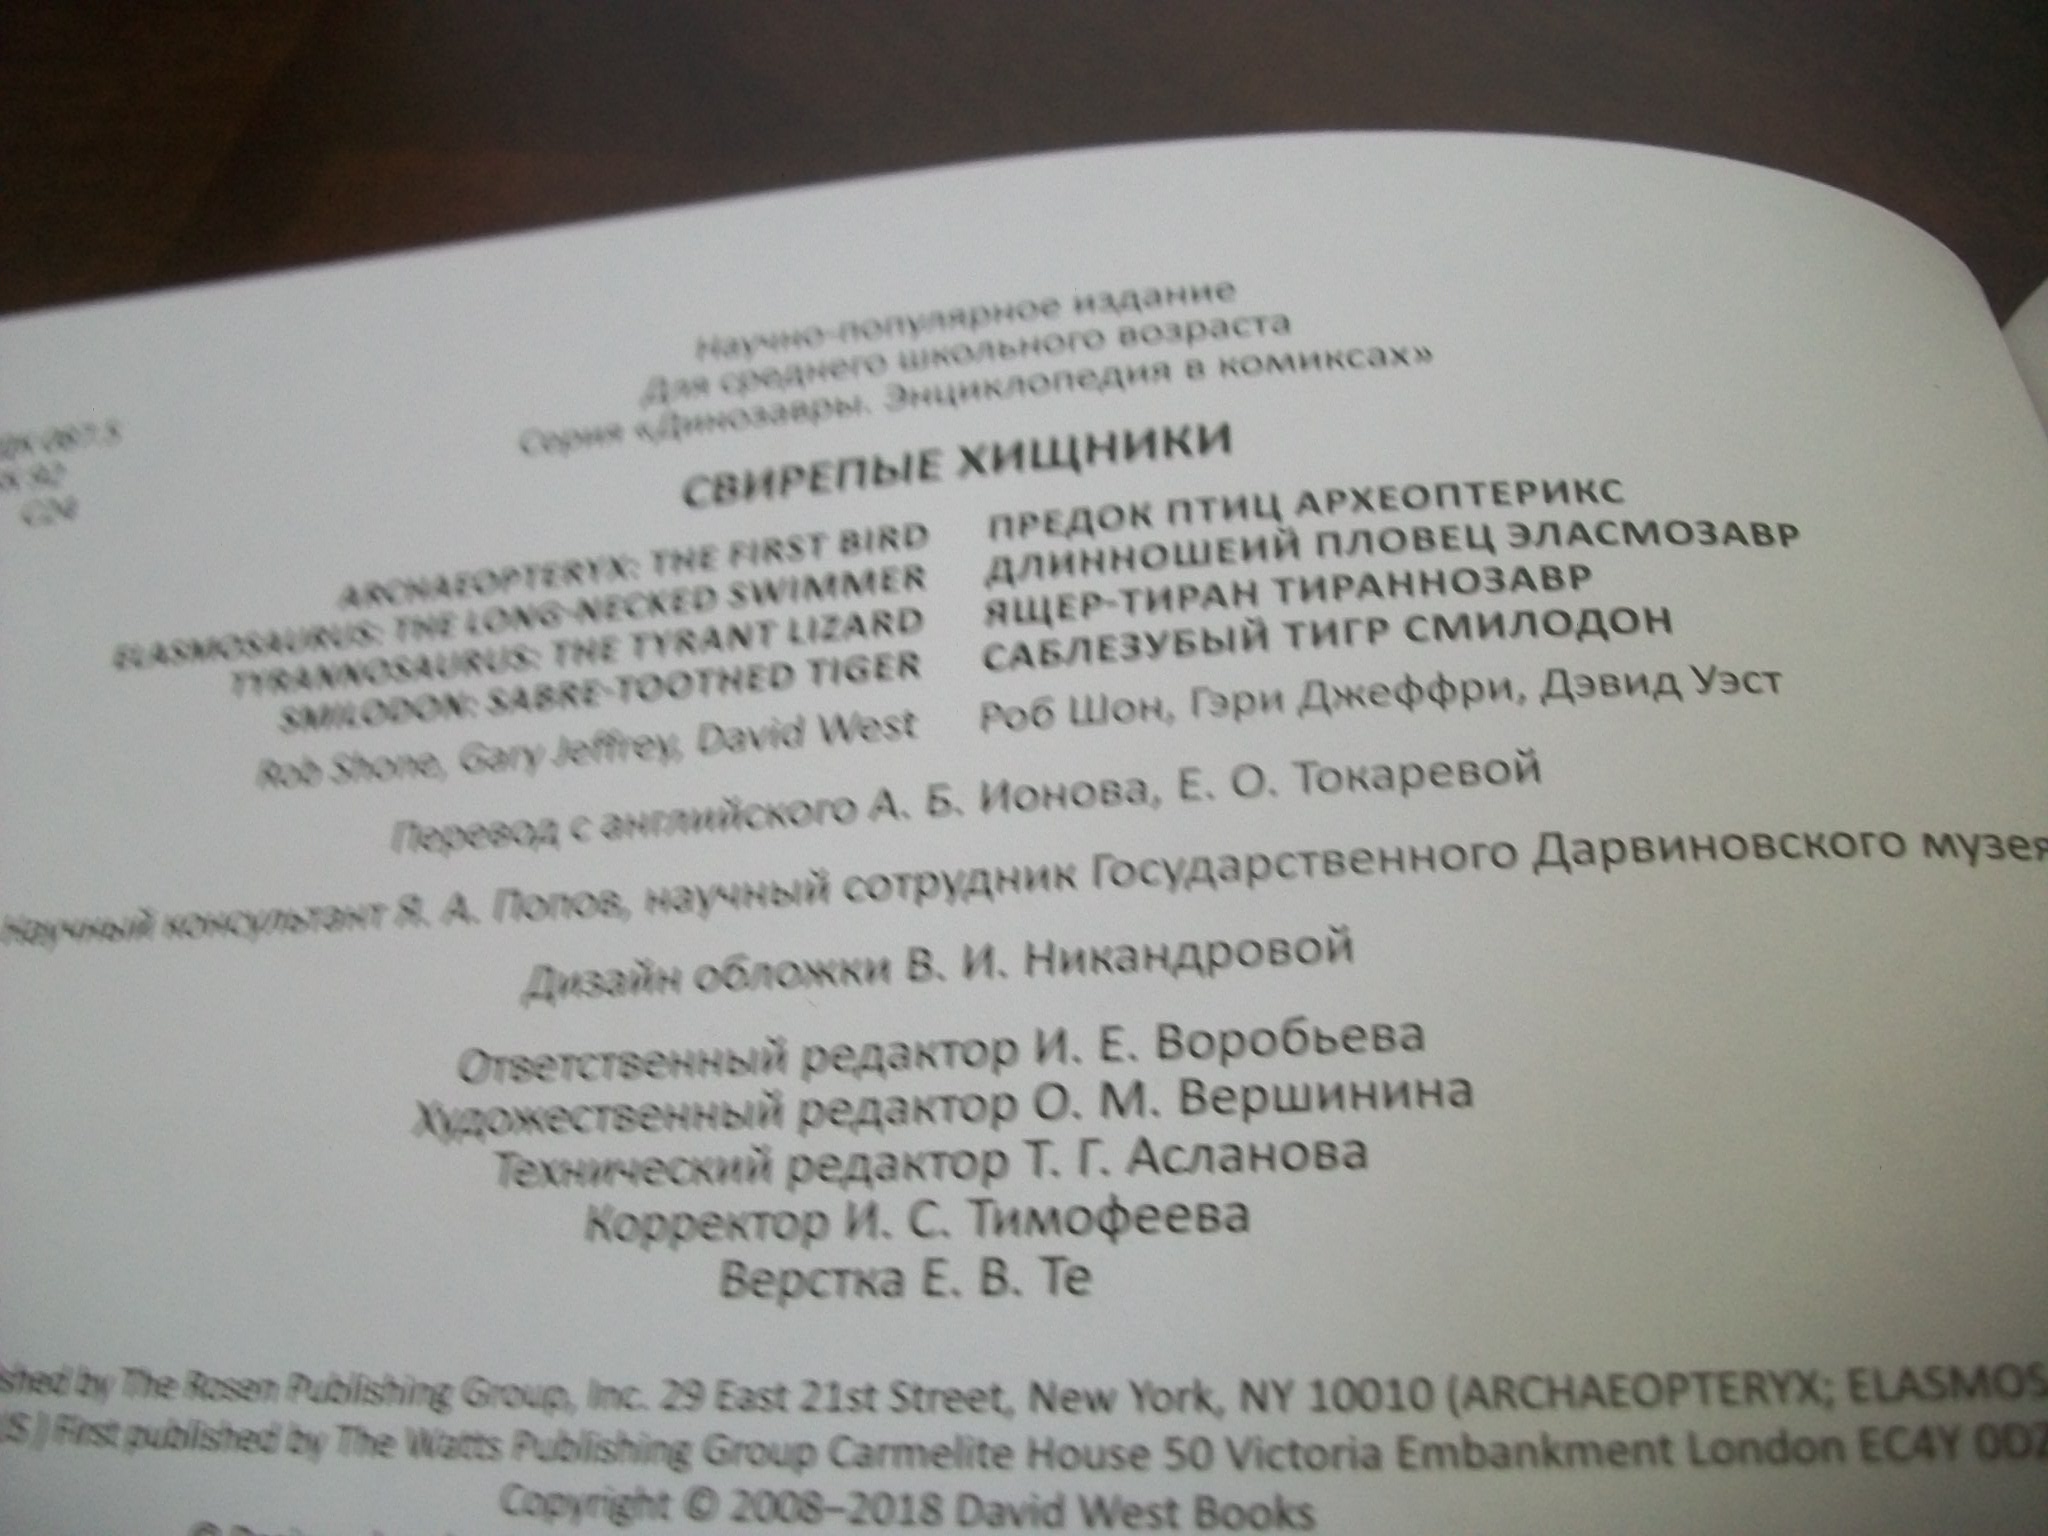 Научно-популярное издание
Для среднего школьного возраста
Серия «Динозавры. Энциклопедия в комиксах»
СВИРЕПЫЕ ХИЩНИКИ
ARCHAEOPTERYX: THE FIRST BIRD
ELASMOSAURUS: THE LONG-NECKED SWIMMER
TYRANNOSAURUS: THE TYRANT LIZARD
SMILODON: SABRE-TOOTHED TIGER
Rob Shone, Gary Jeffrey, David West
ПРЕДОК ПТИЦ АРХЕОПТЕРИКС
ДЛИННОШЕИЙ ПЛОВЕЦ ЭЛАСМОЗАВР
ЯЩЕР-ТИРАН ТИРАННОЗАВР
САБЛЕЗУБЫЙ ТИГР СМИЛОДОН
Роб Шон, Гэри Джеффри, Дэвид Уэст
Перевод с английского А. Б. Ионова, Е. О. Токаревой
Научный консультант Я. А. Попов, научный сотрудник Государственного Дарвиновского музея
Дизайн обложки В. И. Никандровой
Ответственный редактор И. Е. Воробьева
Художественный редактор О. М. Вершинина
Технический редактор Т. Г. Асланова
Корректор И. С. Тимофеева
Верстка Е. В. Те
by The Rosen Publishing Group, Inc. 29 East 21st Street, New York, NY 10010 (ARCHAEOPTERYX; ELASMOS
First published by The Watts Publishing Group Carmelite House 50 Victoria Embankment London EC4Y 0DZ
Copyright © 2008–2018 David West Books